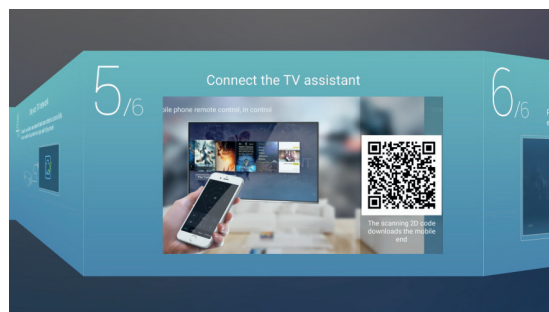 5/6
Connect the TV assistant
bile phone remote control, in control
The scanning 2D code
downloads the mobile
end
6/6